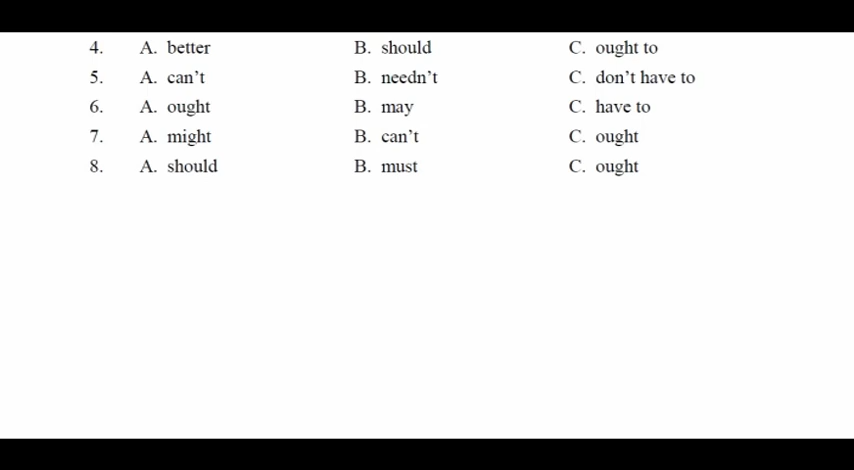 4. A. better B. should C. ought to
5. A. can’t B. needn’t C. don’t have to
6. A. ought B. may C. have to
7. A. might B. can’t C. ought
8. A. should B. must C. ought